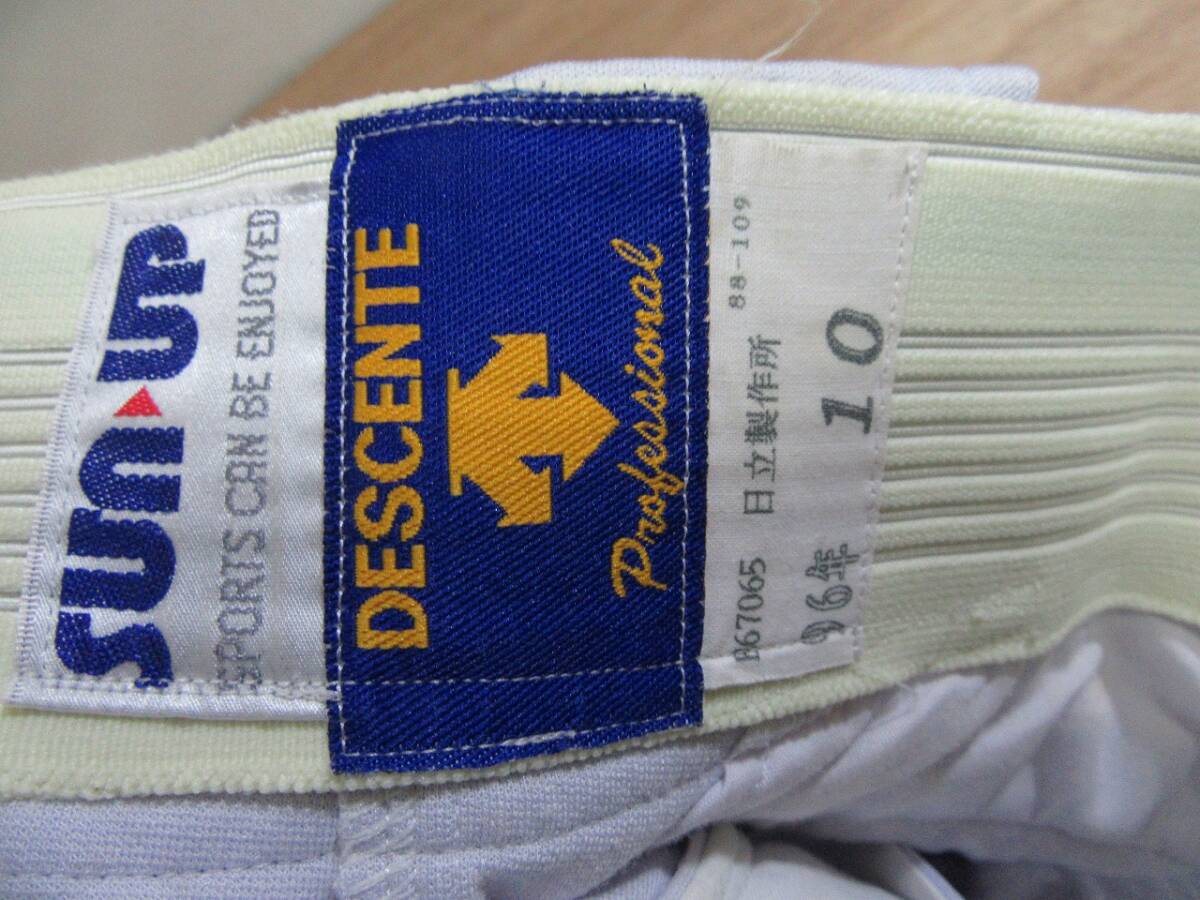 sun▸up
SPORTS CAN BE ENJOYED
DESCENTE
Professional
B67065 日立製作所 88-109
96年 10